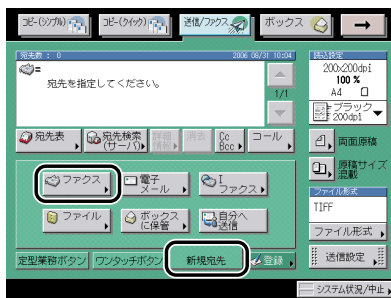 コピー(シンプル)
コピー(クイック)
送信/ファクス
ボックス
宛先数 : 0
2006 08/31 10:04
宛先を指定してください。
1/1
宛先表
宛先検索
(サーバ)
詳細
情報
消去
Cc
Bcc
コール
ファクス
電子
メール
I
ファクス
ファイル
ボックス
に保管
自分へ
送信
定型業務ボタン
ワンタッチボタン
新規宛先
登録
読込設定
200x200dpi
100 %
A4
ブラック
200dpi
両面原稿
原稿サイズ
混載
ファイル形式
TIFF
ファイル形式
送信設定
システム状況/中止